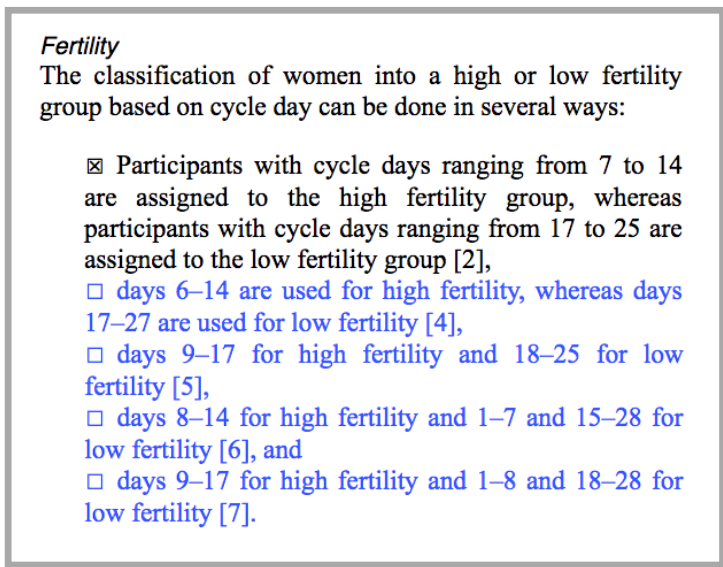 Fertility
The classification of women into a high or low fertility
group based on cycle day can be done in several ways:
☒ Participants with cycle days ranging from 7 to 14
are assigned to the high fertility group, whereas
participants with cycle days ranging from 17 to 25 are
assigned to the low fertility group [2],
☐ days 6–14 are used for high fertility, whereas days
17–27 are used for low fertility [4],
☐ days 9–17 for high fertility and 18–25 for low
fertility [5],
☐ days 8–14 for high fertility and 1–7 and 15–28 for
low fertility [6], and
☐ days 9–17 for high fertility and 1–8 and 18–28 for
low fertility [7].